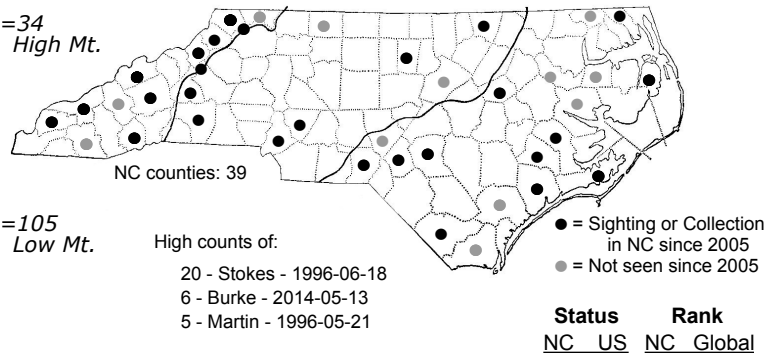 =34
High Mt.
NC counties: 39
=105
Low Mt.
High counts of:
20 - Stokes - 1996-06-18
6 - Burke - 2014-05-13
5 - Martin - 1996-05-21
= Sighting or Collection
in NC since 2005
= Not seen since 2005
Status Rank
NC US NC Global